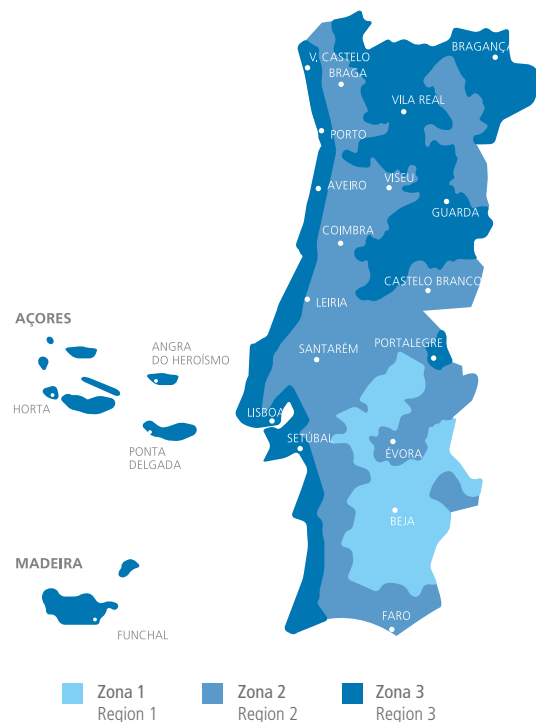 BRAGANÇA
V. CASTELO
BRAGA
VILA REAL
PORTO
AVEIRO
VISEU
GUARDA
COIMBRA
CASTELO BRANCO
LEIRIA
AÇORES
ANGRA
DO HEROÍSMO
SANTARÉM
PORTALEGRE
HORTA
LISBOA
SETÚBAL
PONTA
DELGADA
ÉVORA
BEJA
MADEIRA
FARO
FUNCHAL
Zona 1
Region 1
Zona 2
Region 2
Zona 3
Region 3